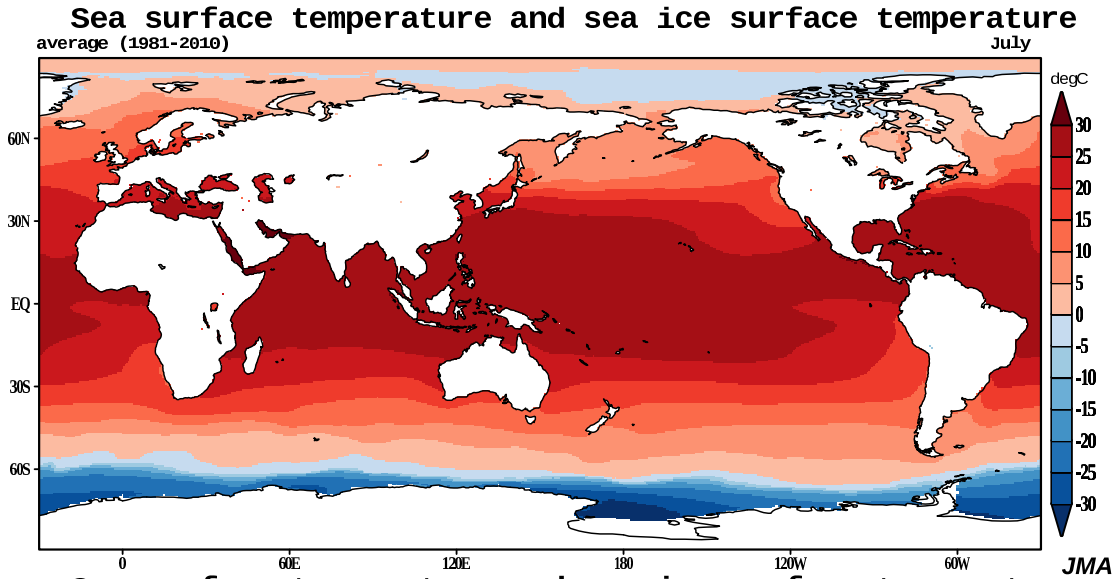 Sea surface temperature and sea ice surface temperature
average (1981-2010)
July
degC
30
25
20
15
10
5
0
-5
-10
-15
-20
-25
-30
60N
30N
EQ
30S
60S
0 60E 120E 180 120W 60W
JMA